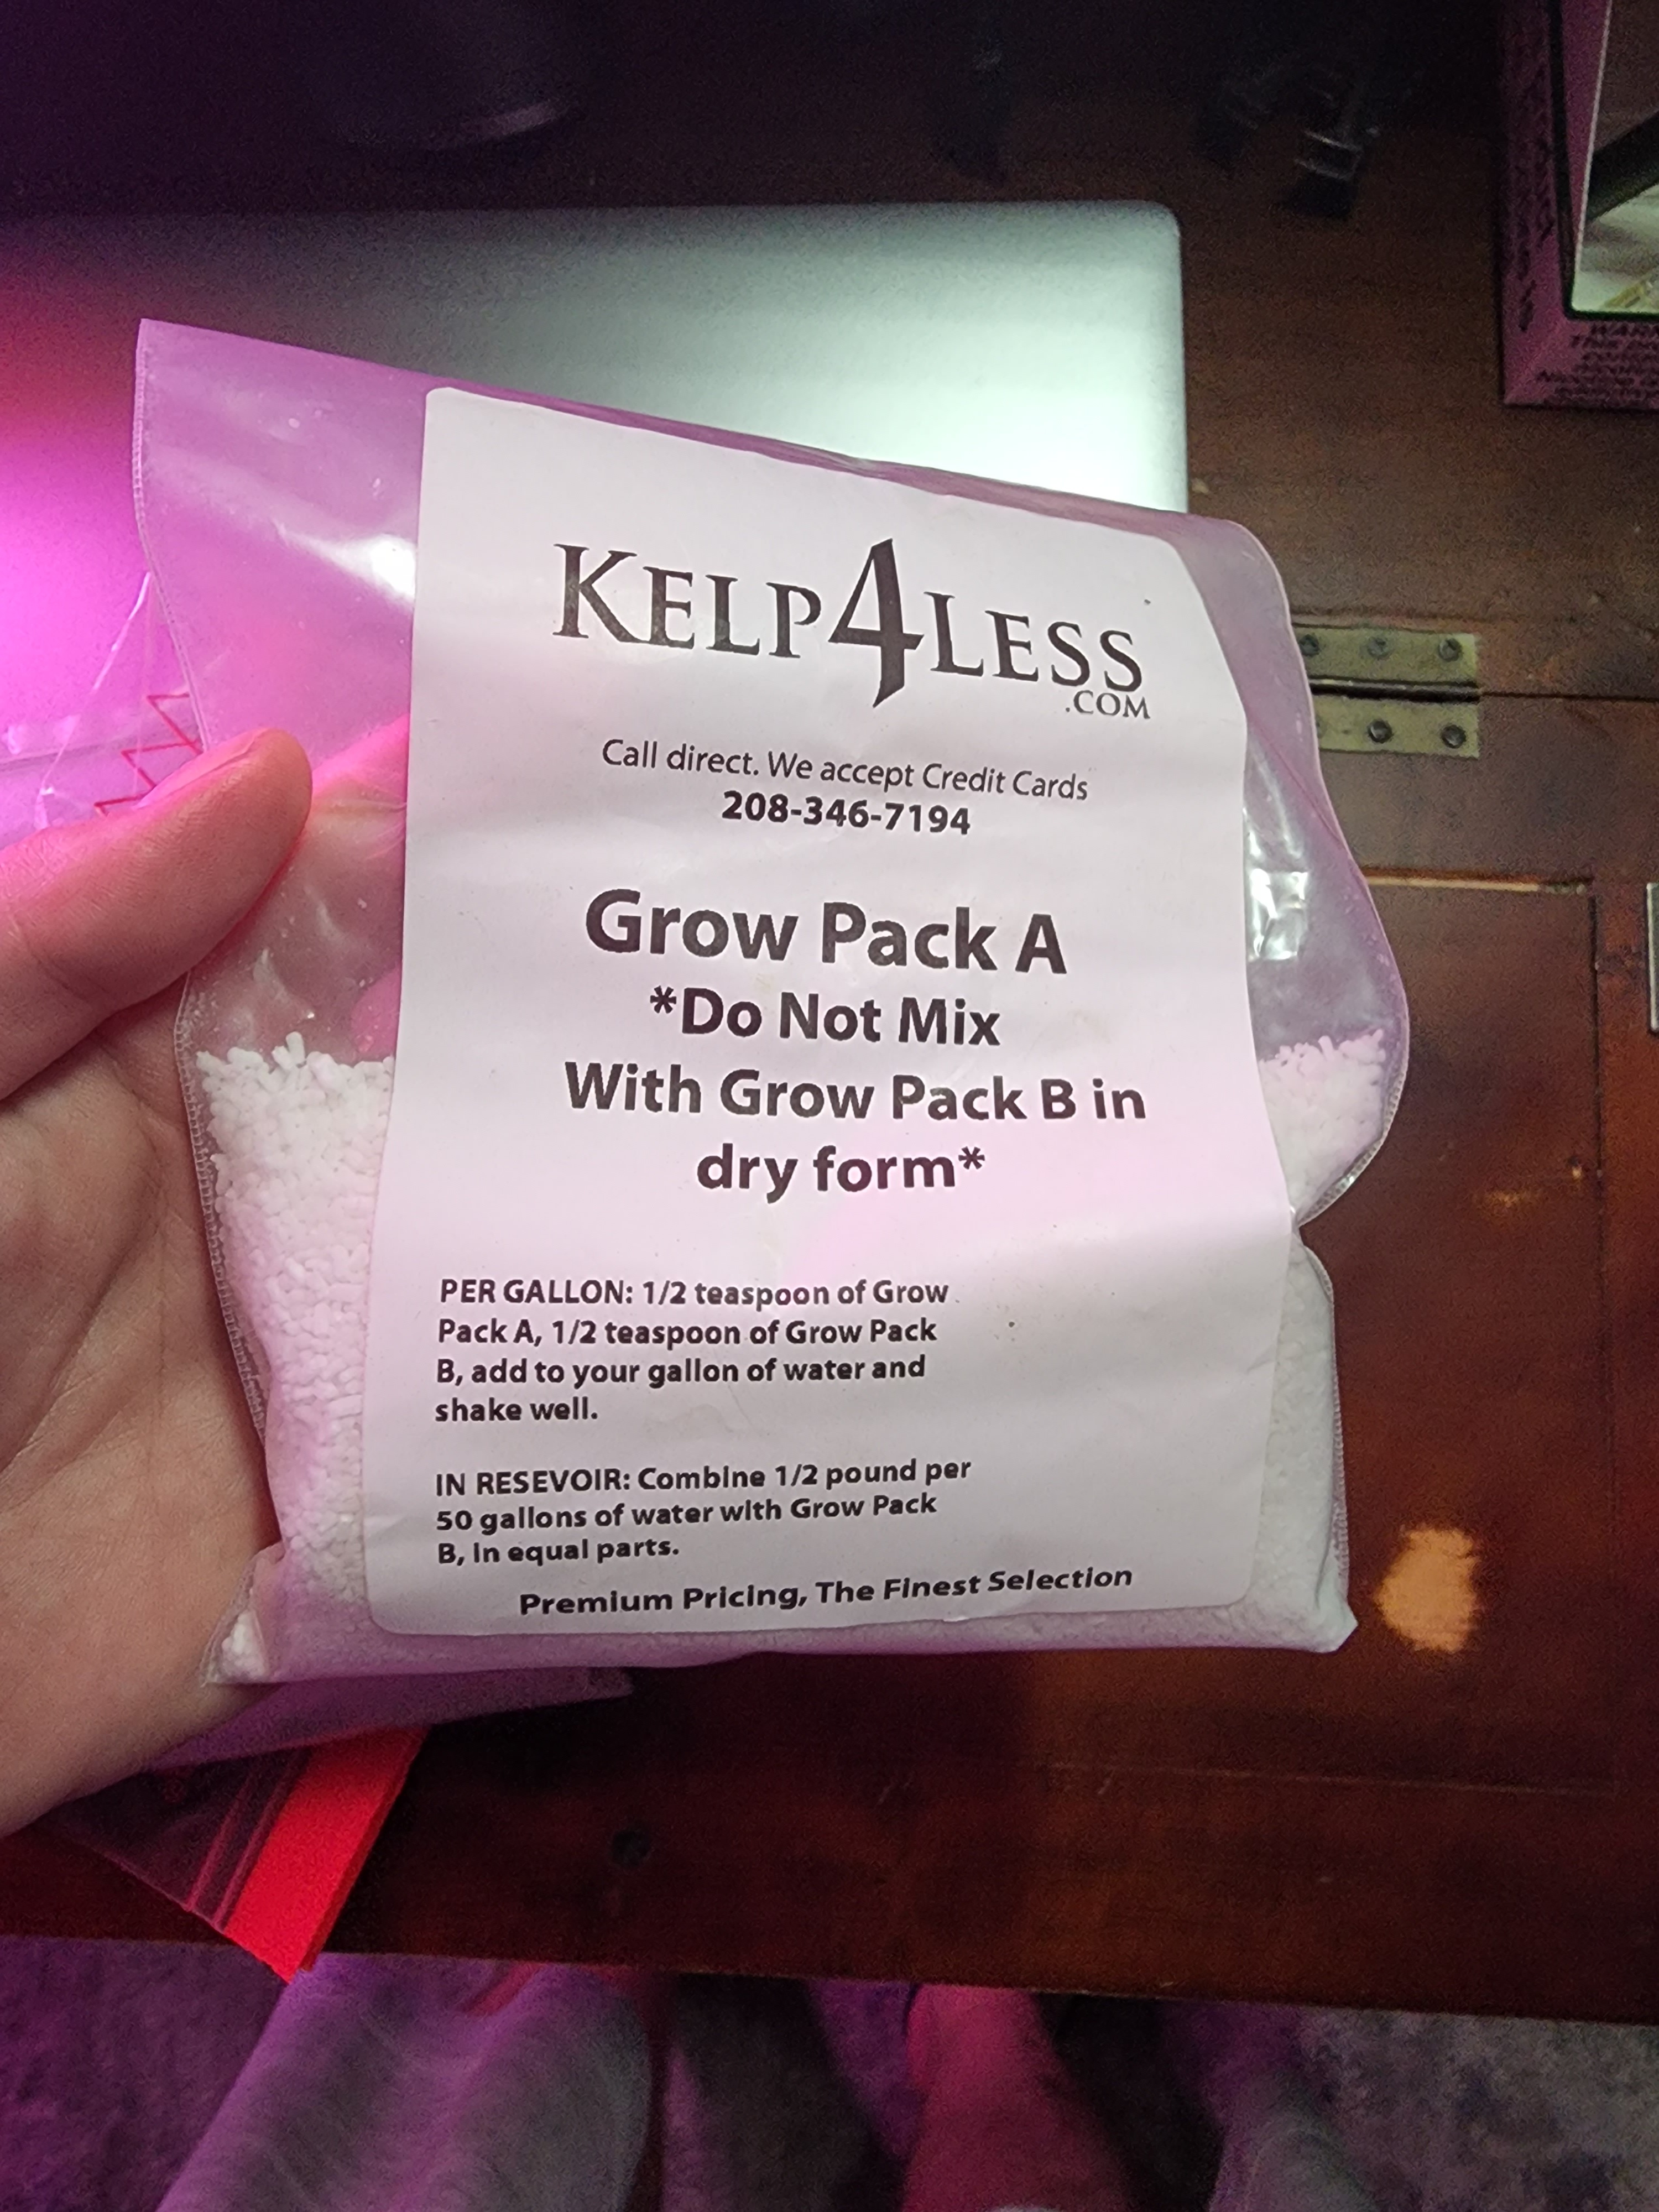 KELP4LESS
.COM
Call direct. We accept Credit Cards
208-346-7194
Grow Pack A
*Do Not Mix
With Grow Pack B in
dry form*
PER GALLON: 1/2 teaspoon of Grow
Pack A, 1/2 teaspoon of Grow Pack
B, add to your gallon of water and
shake well.
IN RESEVOIR: Combine 1/2 pound per
50 gallons of water with Grow Pack
B, in equal parts.
Premium Pricing, The Finest Selection